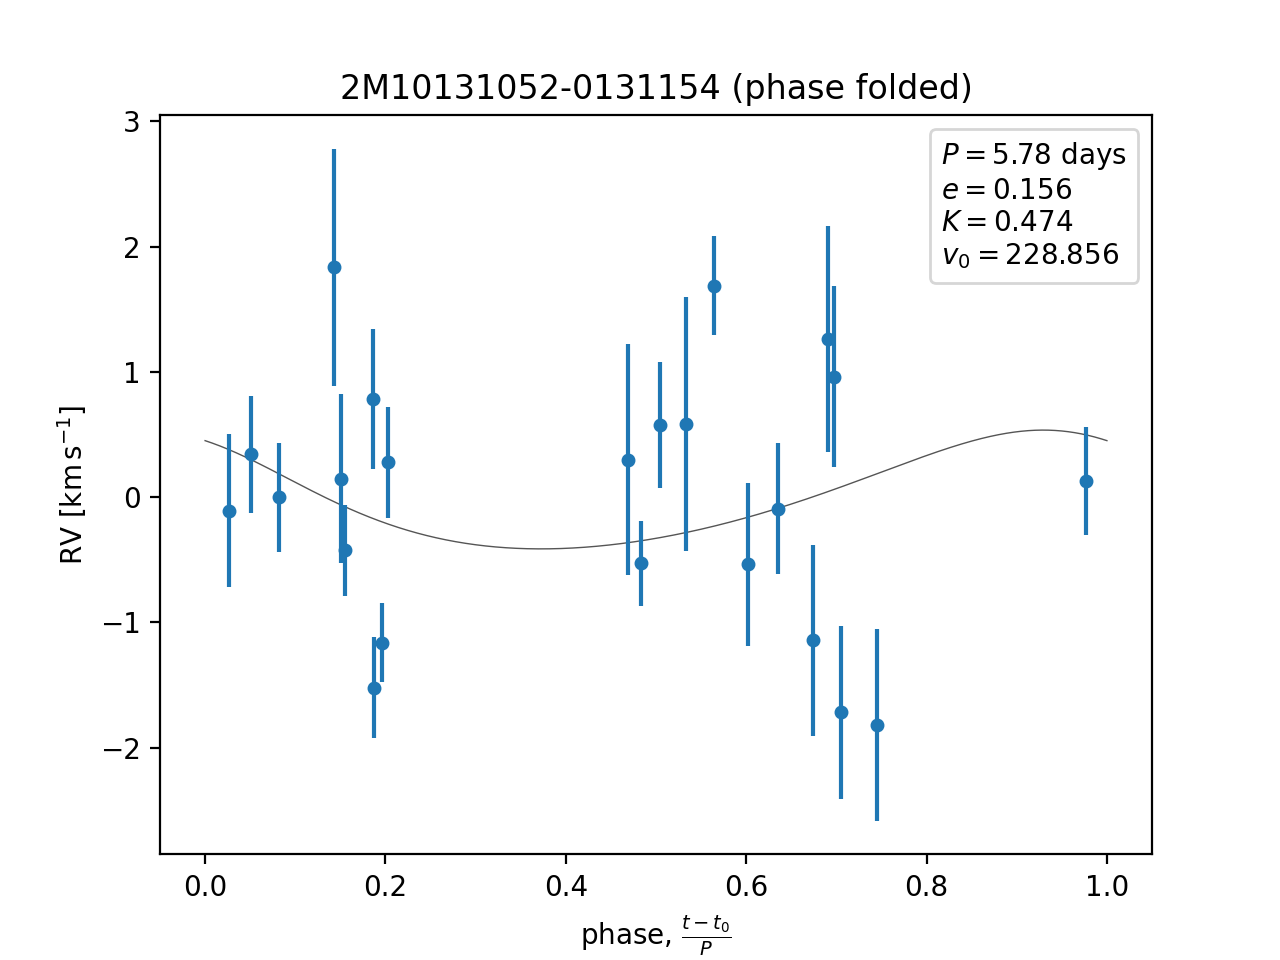 2M10131052-0131154 (phase folded)
3
2
1
0
−1
−2
RV [km s⁻¹]
P = 5.78 days
e = 0.156
K = 0.474
v₀ = 228.856
0.0 0.2 0.4 0.6 0.8 1.0
phase, (t − t₀)/P